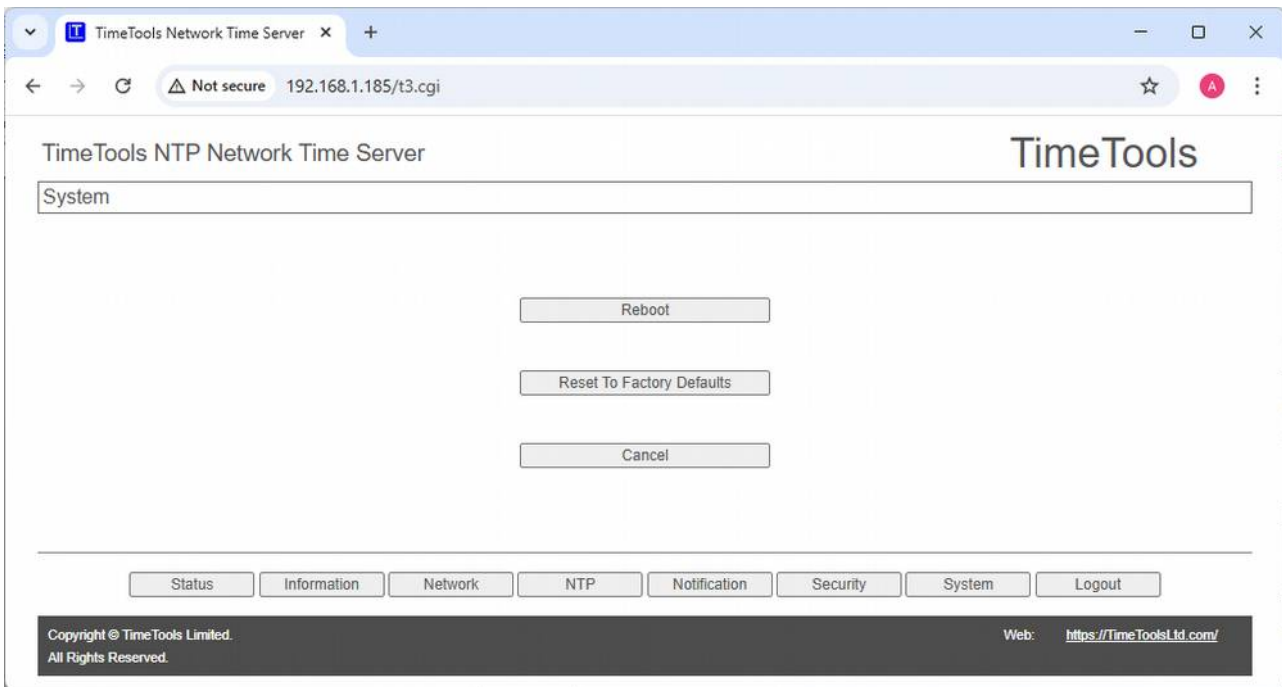 TimeTools Network Time Server
Not secure 192.168.1.185/t3.cgi
A
TimeTools NTP Network Time Server
TimeTools
System
Reboot
Reset To Factory Defaults
Cancel
Status Information Network NTP Notification Security System Logout
Copyright © TimeTools Limited. Web: https://TimeToolsLtd.com/
All Rights Reserved.